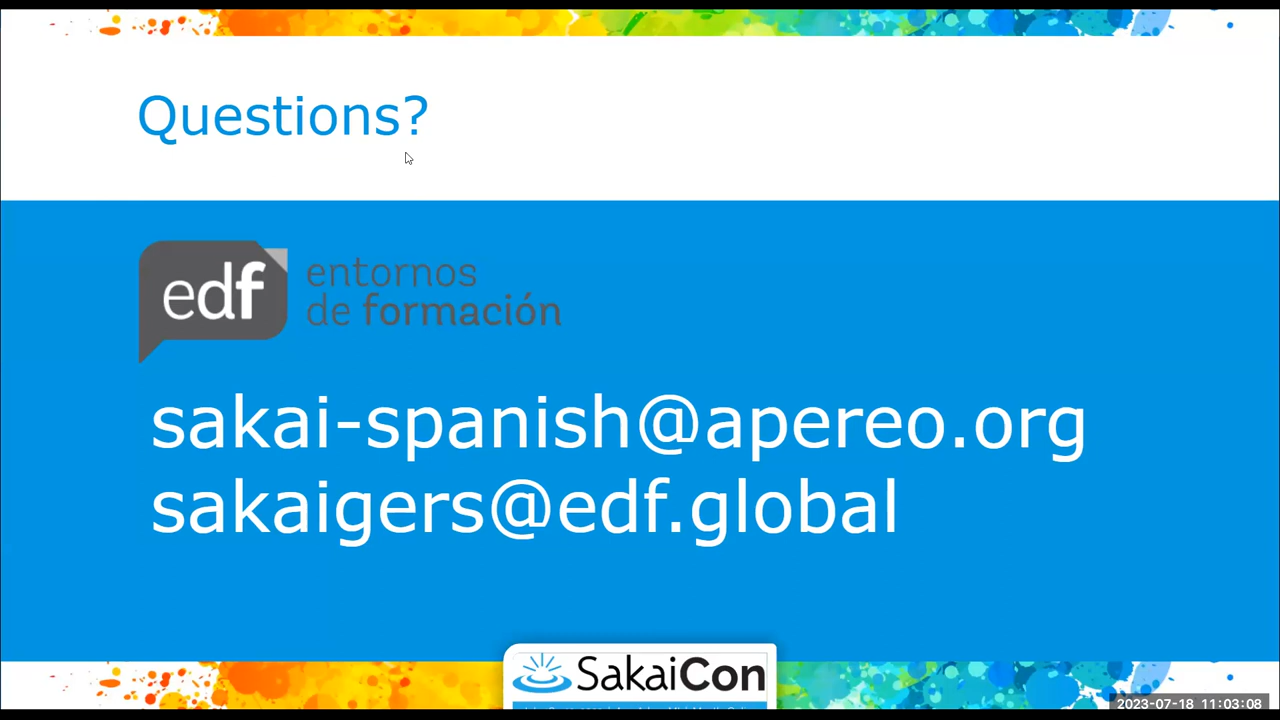 Questions?
edf
entornos
de formación
sakai-spanish@apereo.org
sakaigers@edf.global
SakaiCon
2023-07-18 11:03:08